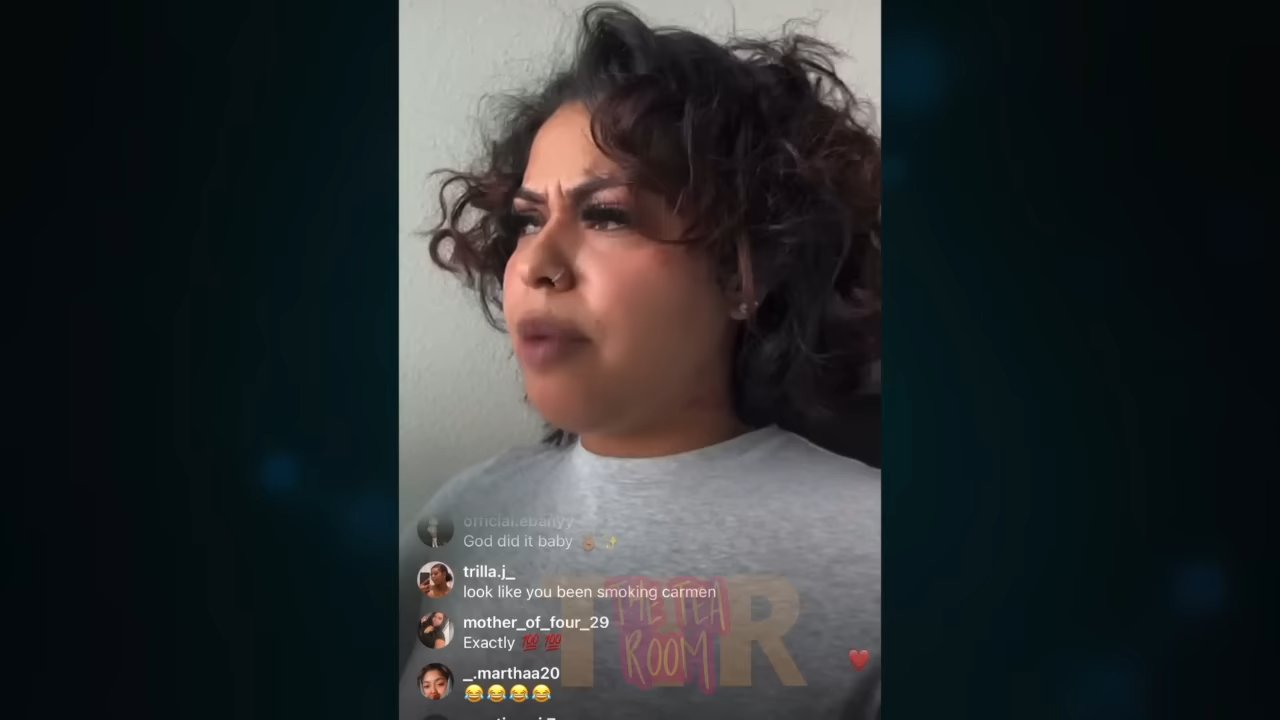 official.ebanyy
God did it baby 🙏🏽 ✨
trilla.j_
look like you been smoking carmen
mother_of_four_29
Exactly 💯 💯
_.marthaa20
😂😂😂😂
THE TEA
ROOM